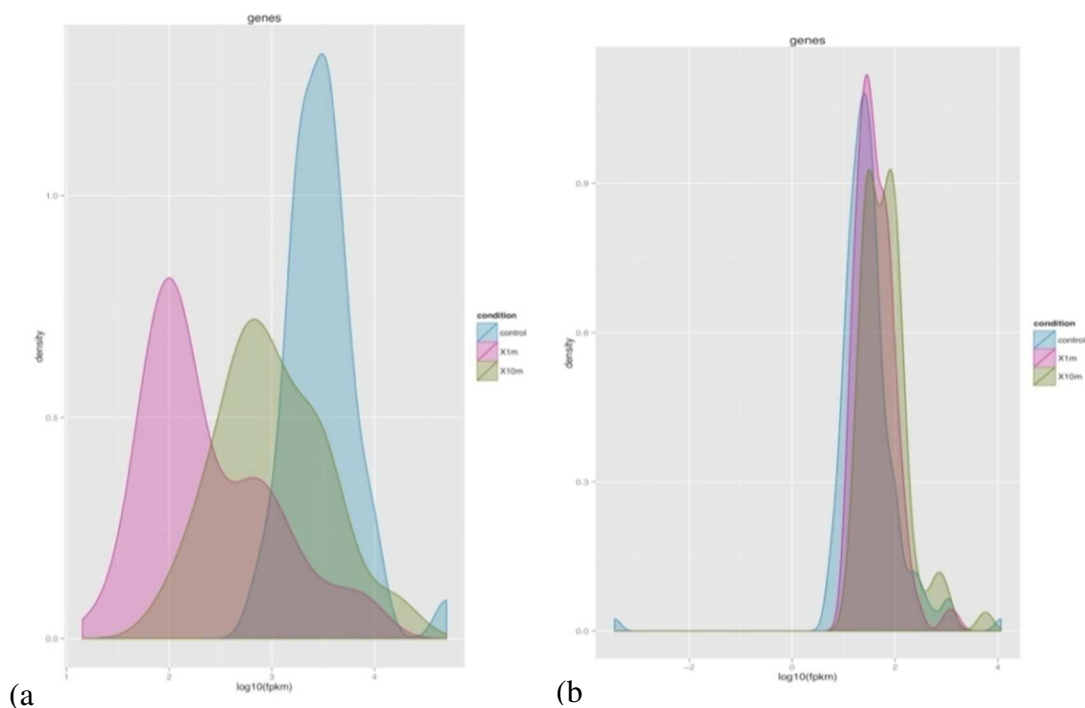 genes
1.0
0.5
0.0
density
1
2
3
4
log10(fpkm)
condition
control
X1m
X10m
(a
genes
0.9
0.6
0.3
0.0
density
−2
0
2
4
log10(fpkm)
condition
control
X1m
X10m
(b